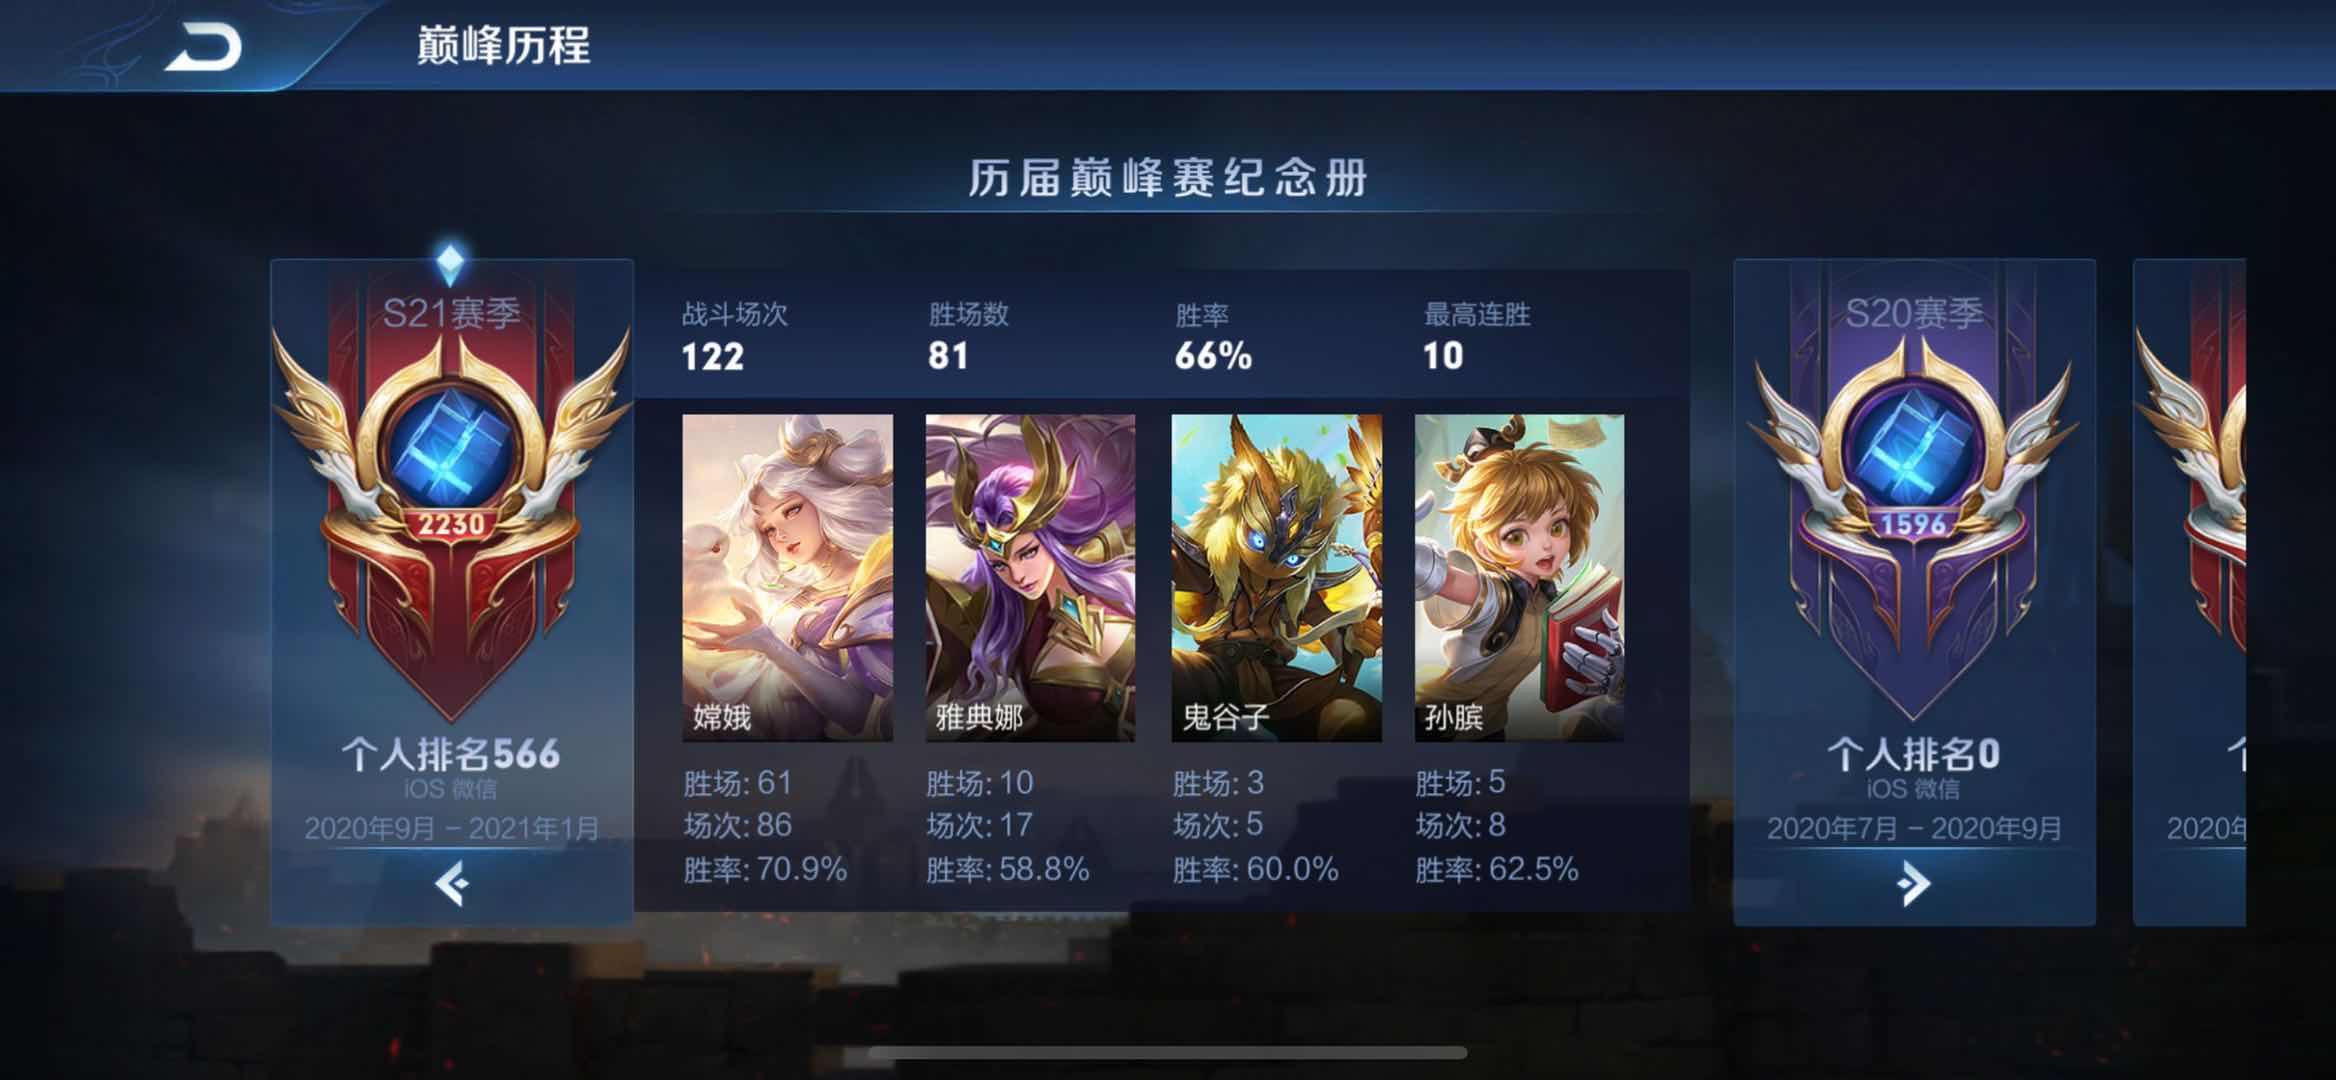 巅峰历程
历届巅峰赛纪念册
S21赛季
2230
个人排名566
iOS 微信
2020年9月 – 2021年1月
战斗场次 胜场数 胜率 最高连胜
122 81 66% 10
嫦娥 雅典娜 鬼谷子 孙膑
胜场: 61 胜场: 10 胜场: 3 胜场: 5
场次: 86 场次: 17 场次: 5 场次: 8
胜率: 70.9% 胜率: 58.8% 胜率: 60.0% 胜率: 62.5%
S20赛季
1596
个人排名0
iOS 微信
2020年7月 – 2020年9月
2020年